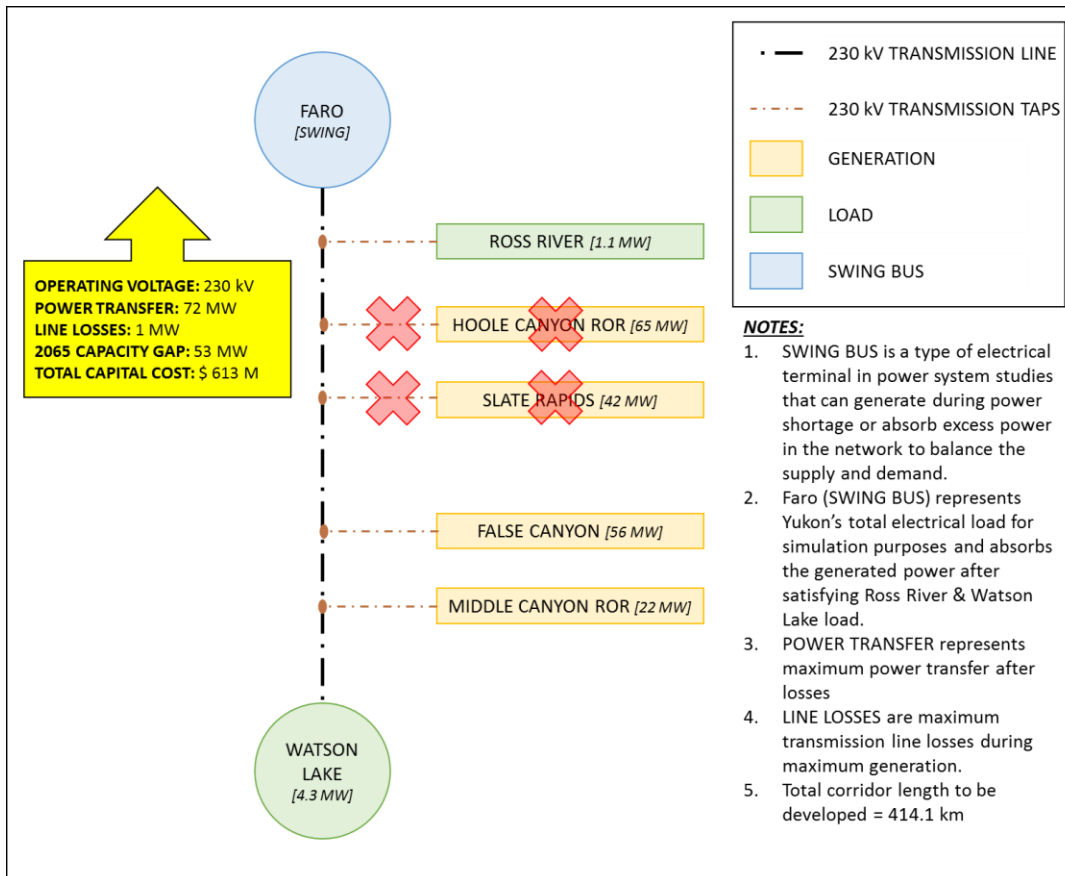 FARO
[SWING]
OPERATING VOLTAGE: 230 kV
POWER TRANSFER: 72 MW
LINE LOSSES: 1 MW
2065 CAPACITY GAP: 53 MW
TOTAL CAPITAL COST: $ 613 M
ROSS RIVER [1.1 MW]
HOOLE CANYON ROR [65 MW]
SLATE RAPIDS [42 MW]
FALSE CANYON [56 MW]
MIDDLE CANYON ROR [22 MW]
WATSON
LAKE
[4.3 MW]
230 kV TRANSMISSION LINE
230 kV TRANSMISSION TAPS
GENERATION
LOAD
SWING BUS
NOTES:
1. SWING BUS is a type of electrical
terminal in power system studies
that can generate during power
shortage or absorb excess power
in the network to balance the
supply and demand.
2. Faro (SWING BUS) represents
Yukon's total electrical load for
simulation purposes and absorbs
the generated power after
satisfying Ross River & Watson
Lake load.
3. POWER TRANSFER represents
maximum power transfer after
losses
4. LINE LOSSES are maximum
transmission line losses during
maximum generation.
5. Total corridor length to be
developed = 414.1 km